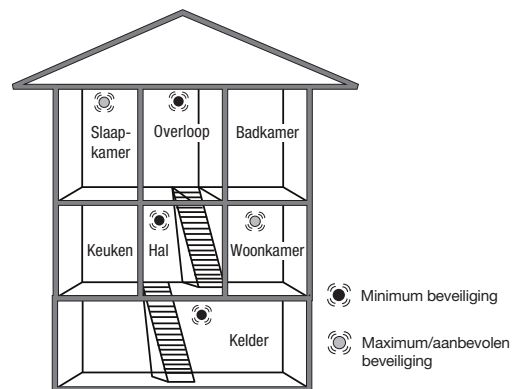 Slaap-
kamer
Overloop
Badkamer
Keuken
Hal
Woonkamer
Kelder
Minimum beveiliging
Maximum/aanbevolen
beveiliging